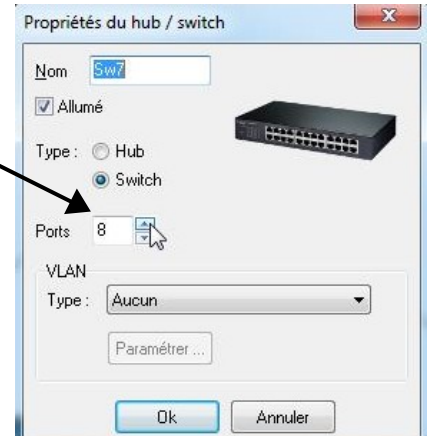 Propriétés du hub / switch
Nom Sw7
Allumé
Type : Hub
Switch
Ports 8
VLAN
Type : Aucun
Paramétrer ...
Ok Annuler